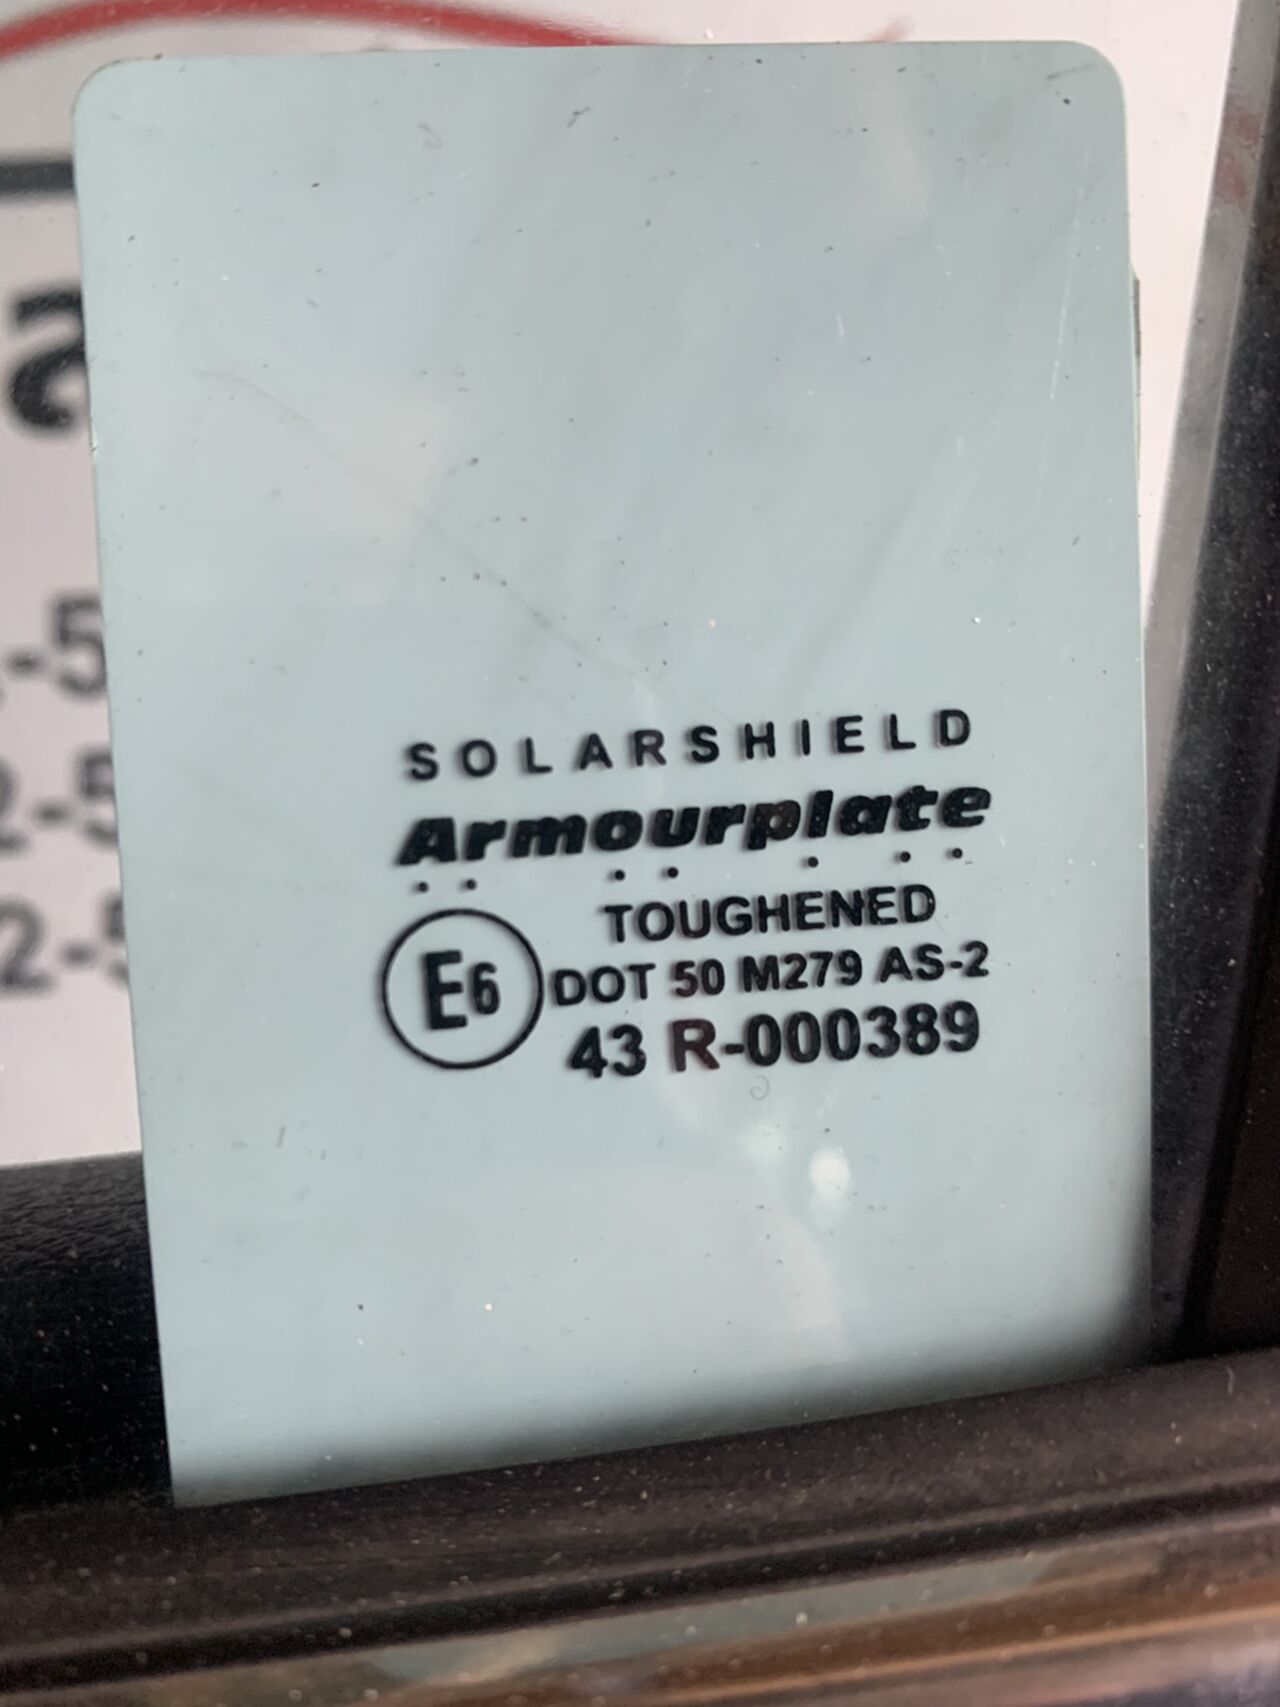 SOLARSHIELD
Armourplate
TOUGHENED
E6
DOT 50 M279 AS-2
43 R-000389